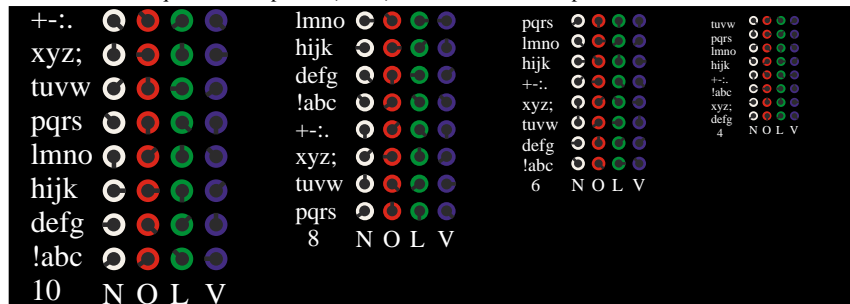 +-:.
xyz;
tuvw
pqrs
lmno
hijk
defg
!abc
10 N O L V
lmno
hijk
defg
!abc
+-:.
xyz;
tuvw
pqrs
8 N O L V
pqrs
lmno
hijk
+-:.
xyz;
tuvw
defg
!abc
6 N O L V
tuvw
pqrs
lmno
hijk
+-:.
!abc
xyz;
defg
4 N O L V